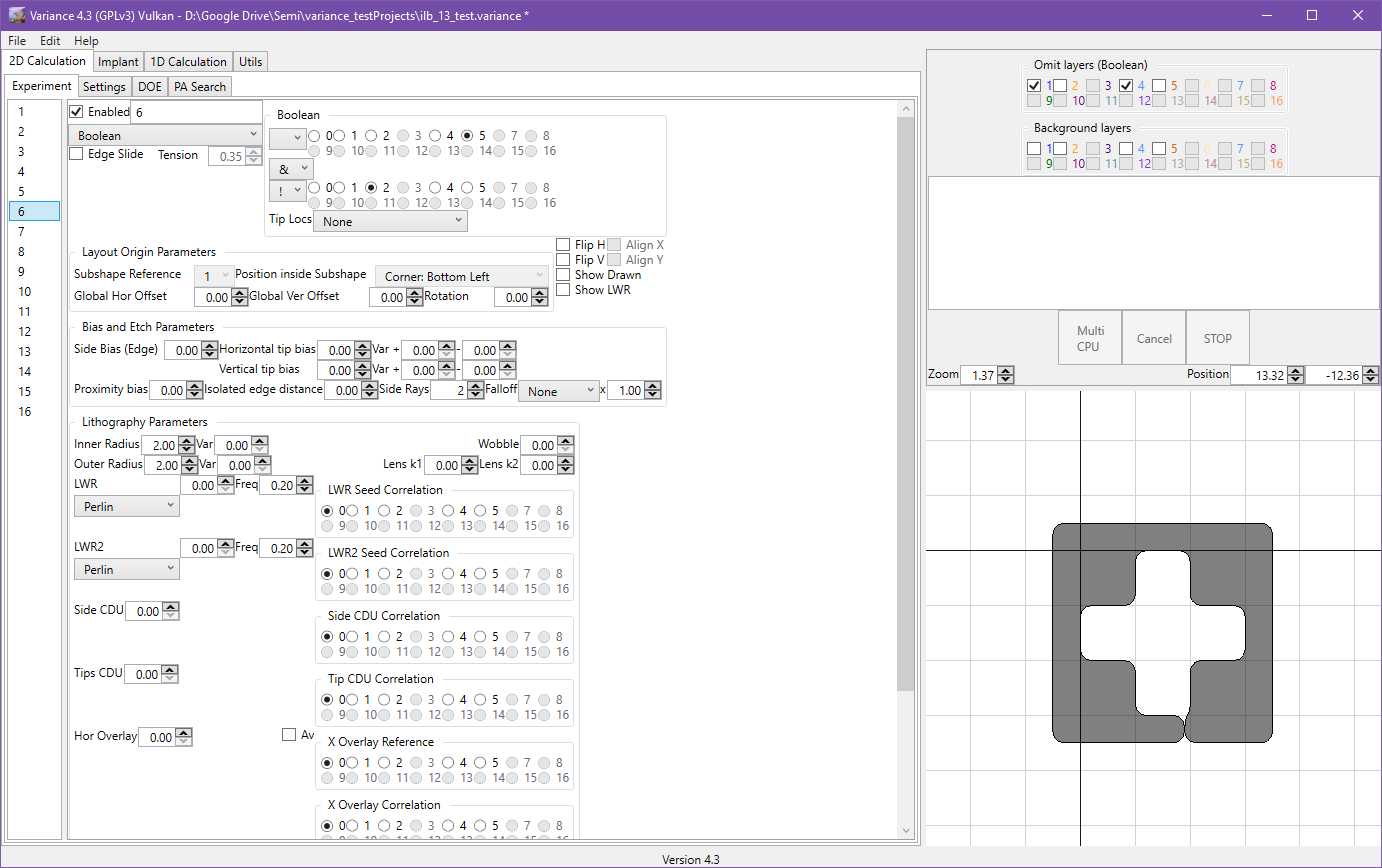 Variance 4.3 (GPLv3) Vulkan - D:\Google Drive\Semi\variance_testProjects\ilb_13_test.variance *
File Edit Help
2D Calculation Implant 1D Calculation Utils
Experiment Settings DOE PA Search
1
2
3
4
5
6
7
8
9
10
11
12
13
14
15
16
Enabled 6
Boolean
Edge Slide Tension 0.35
Boolean
0 1 2 3 4 5 7 8
9 10 11 12 13 14 15 16
&
! 0 1 2 3 4 5 7 8
9 10 11 12 13 14 15 16
Tip Locs None
Layout Origin Parameters
Subshape Reference 1 Position inside Subshape Corner: Bottom Left
Global Hor Offset 0.00 Global Ver Offset 0.00 Rotation 0.00
Flip H Align X
Flip V Align Y
Show Drawn
Show LWR
Bias and Etch Parameters
Side Bias (Edge) 0.00 Horizontal tip bias 0.00 Var + 0.00 - 0.00
Vertical tip bias 0.00 Var + 0.00 - 0.00
Proximity bias 0.00 Isolated edge distance 0.00 Side Rays 2 Falloff None x 1.00
Lithography Parameters
Inner Radius 2.00 Var 0.00 Wobble 0.00
Outer Radius 2.00 Var 0.00 Lens k1 0.00 Lens k2 0.00
LWR 0.00 Freq 0.20
Perlin
LWR Seed Correlation
0 1 2 3 4 5 7 8
9 10 11 12 13 14 15 16
LWR2 0.00 Freq 0.20
Perlin
LWR2 Seed Correlation
0 1 2 3 4 5 7 8
9 10 11 12 13 14 15 16
Side CDU 0.00
Side CDU Correlation
0 1 2 3 4 5 7 8
9 10 11 12 13 14 15 16
Tips CDU 0.00
Tip CDU Correlation
0 1 2 3 4 5 7 8
9 10 11 12 13 14 15 16
Hor Overlay 0.00 Av
X Overlay Reference
0 1 2 3 4 5 7 8
9 10 11 12 13 14 15 16
X Overlay Correlation
0 1 2 3 4 5 7 8
Omit layers (Boolean)
1 2 3 4 5 6 7 8
9 10 11 12 13 14 15 16
Background layers
1 2 3 4 5 6 7 8
9 10 11 12 13 14 15 16
Multi CPU Cancel STOP
Zoom 1.37 Position 13.32 -12.36
Version 4.3